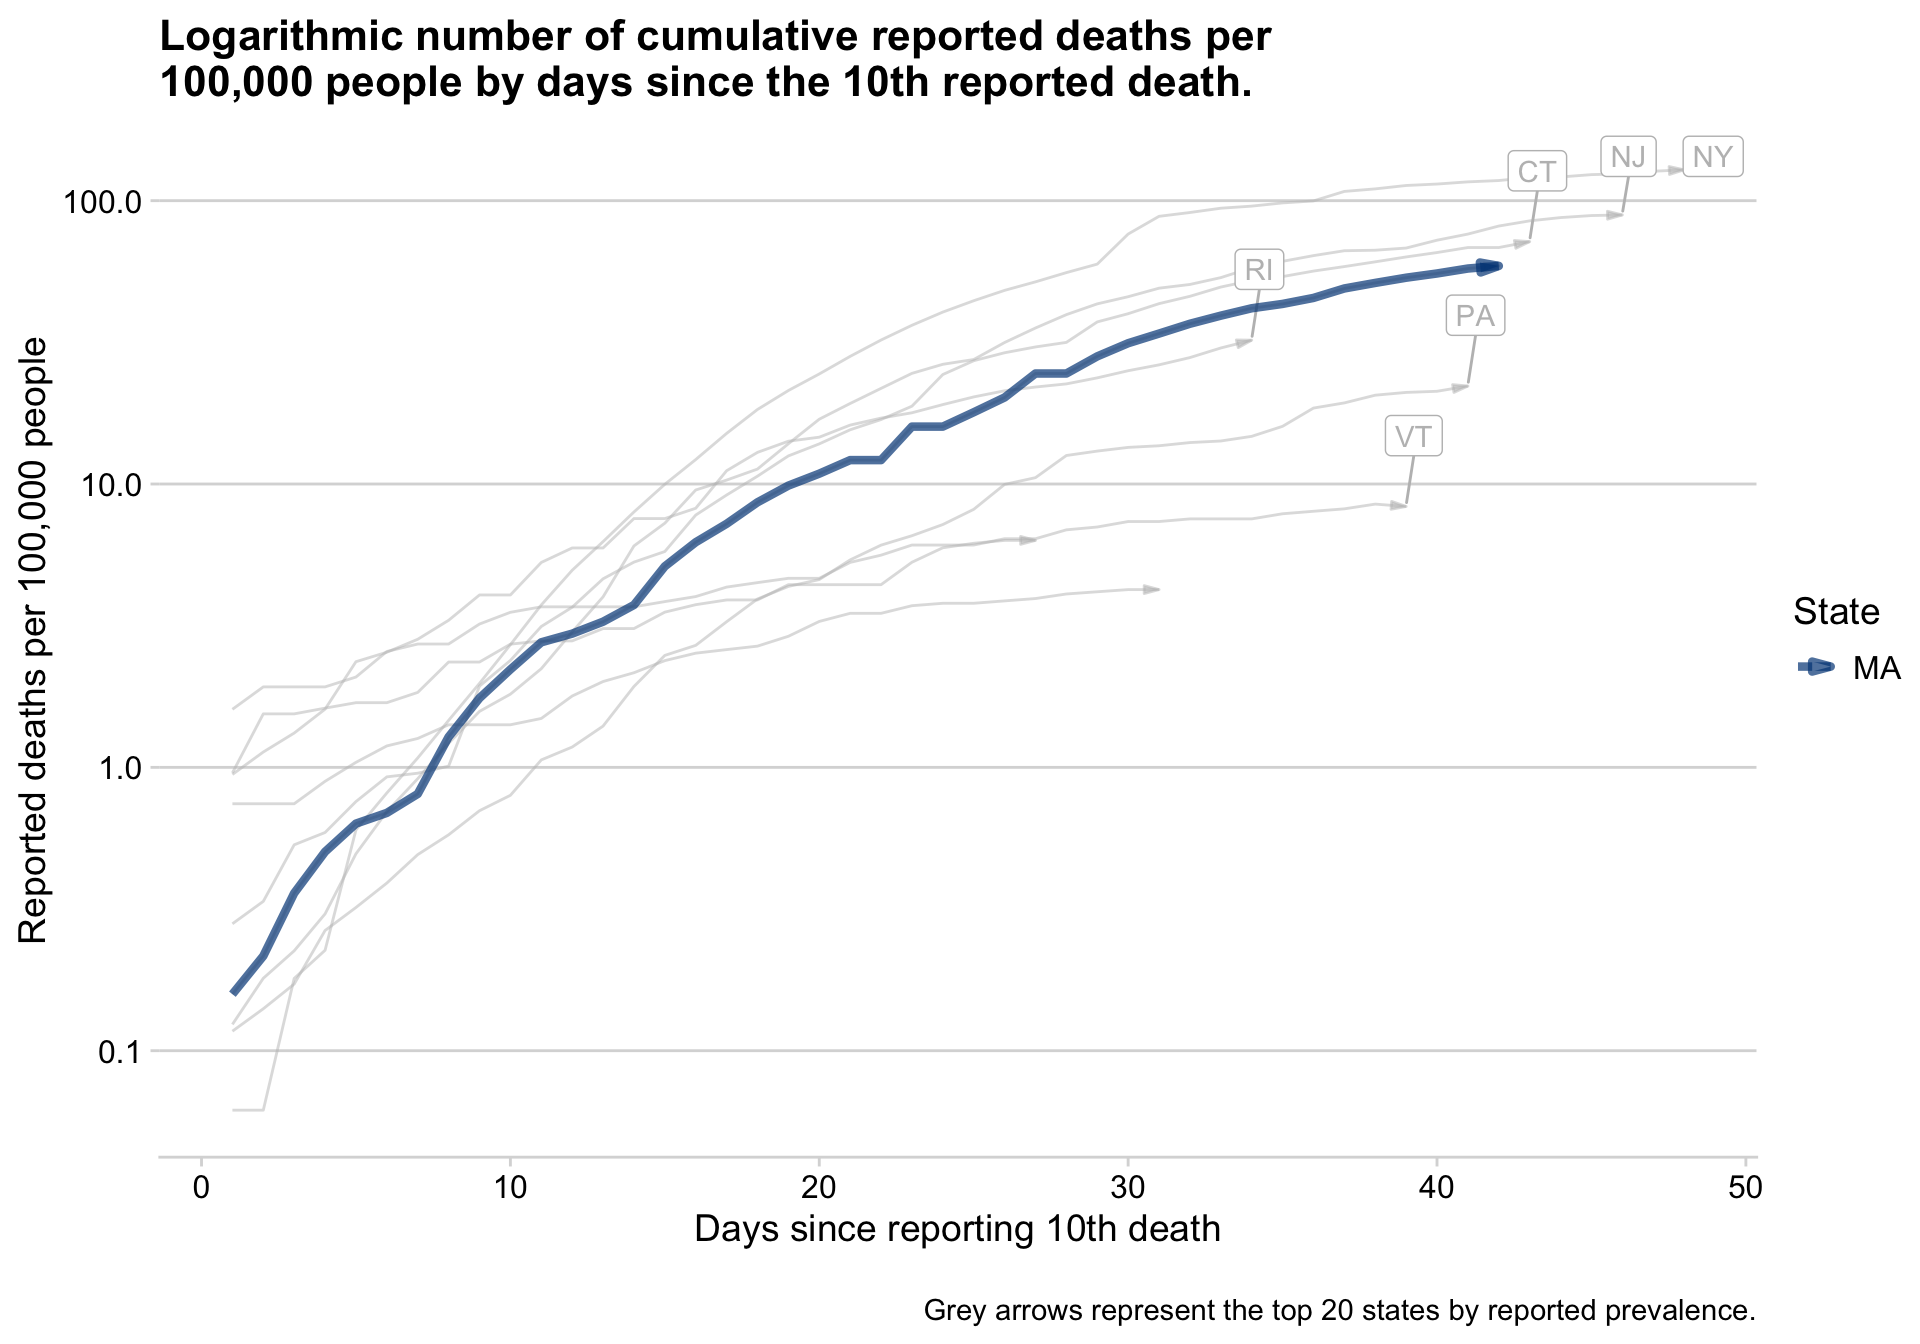 Logarithmic number of cumulative reported deaths per
100,000 people by days since the 10th reported death.
Reported deaths per 100,000 people
100.0
10.0
1.0
0.1
CT
NJ
NY
RI
PA
VT
State
MA
0
10
20
30
40
50
Days since reporting 10th death
Grey arrows represent the top 20 states by reported prevalence.